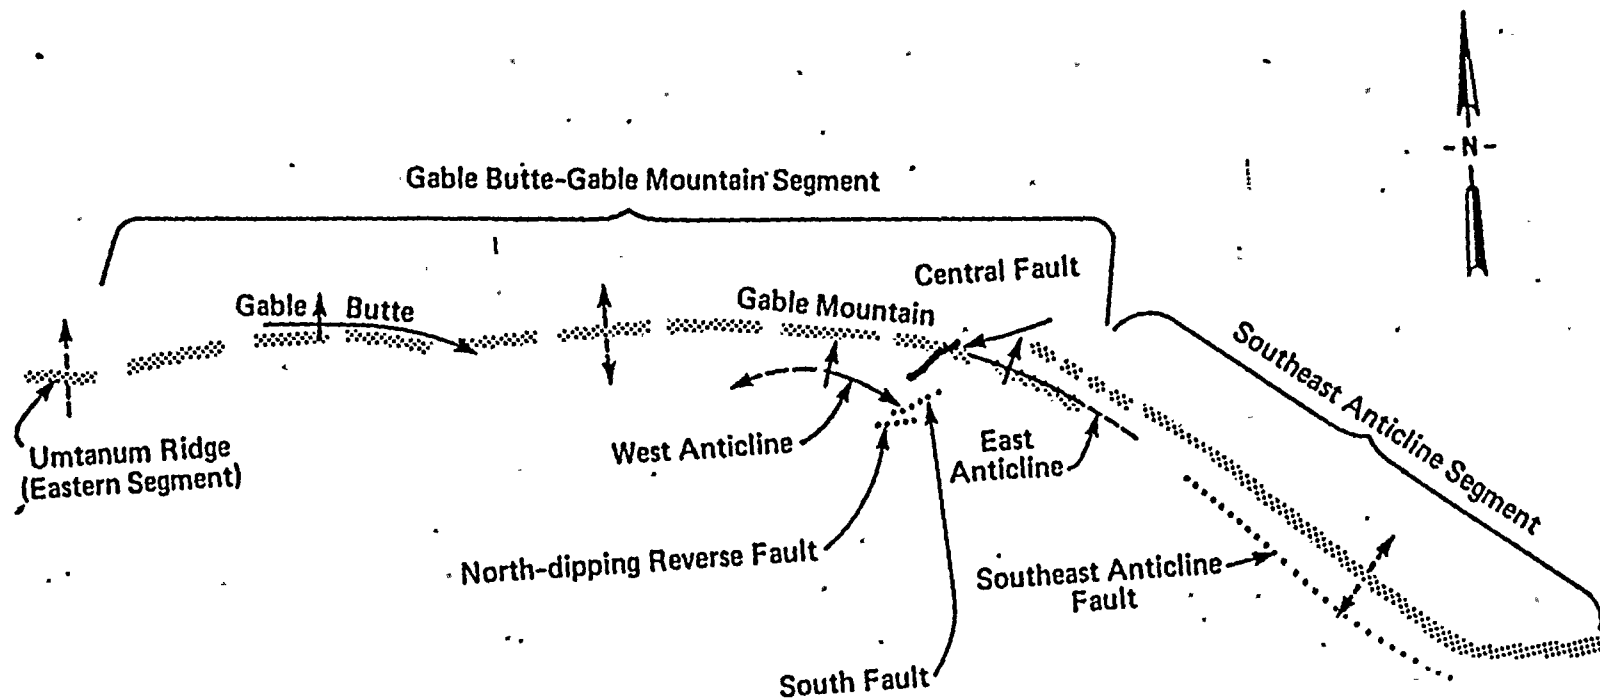 - N -
Gable Butte-Gable Mountain Segment
Central Fault
Gable Butte
Gable Mountain
Southeast Anticline Segment
Umtanum Ridge
(Eastern Segment)
West Anticline
East
Anticline
North-dipping Reverse Fault
Southeast Anticline
Fault
South Fault